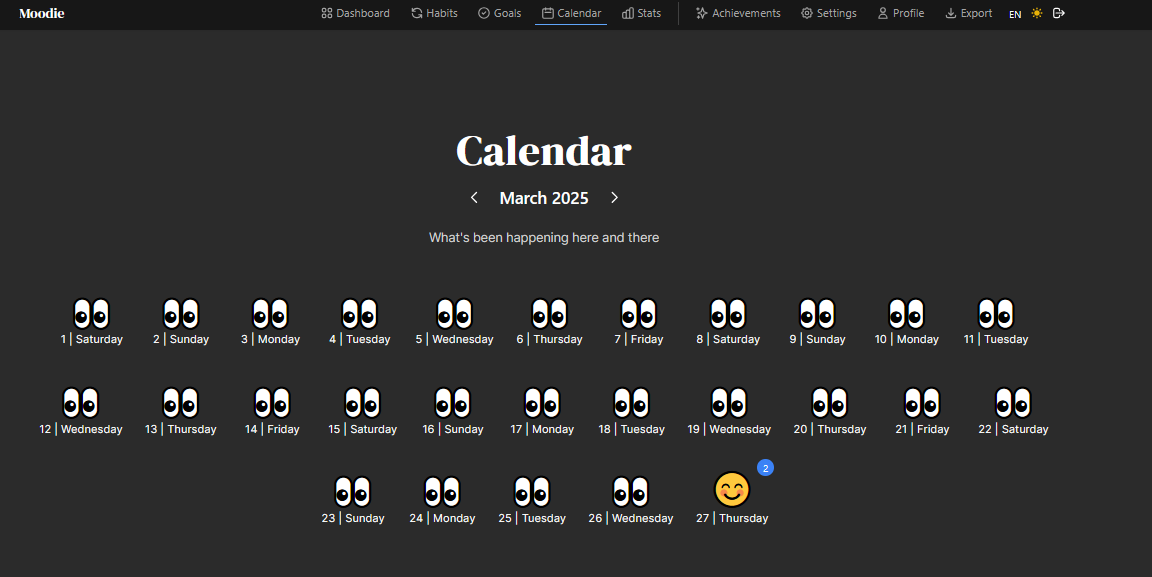 Moodie Dashboard Habits Goals Calendar Stats Achievements Settings Profile Export EN
Calendar
March 2025
What's been happening here and there
1 | Saturday 2 | Sunday 3 | Monday 4 | Tuesday 5 | Wednesday 6 | Thursday 7 | Friday 8 | Saturday 9 | Sunday 10 | Monday 11 | Tuesday
12 | Wednesday 13 | Thursday 14 | Friday 15 | Saturday 16 | Sunday 17 | Monday 18 | Tuesday 19 | Wednesday 20 | Thursday 21 | Friday 22 | Saturday
2
23 | Sunday 24 | Monday 25 | Tuesday 26 | Wednesday 27 | Thursday